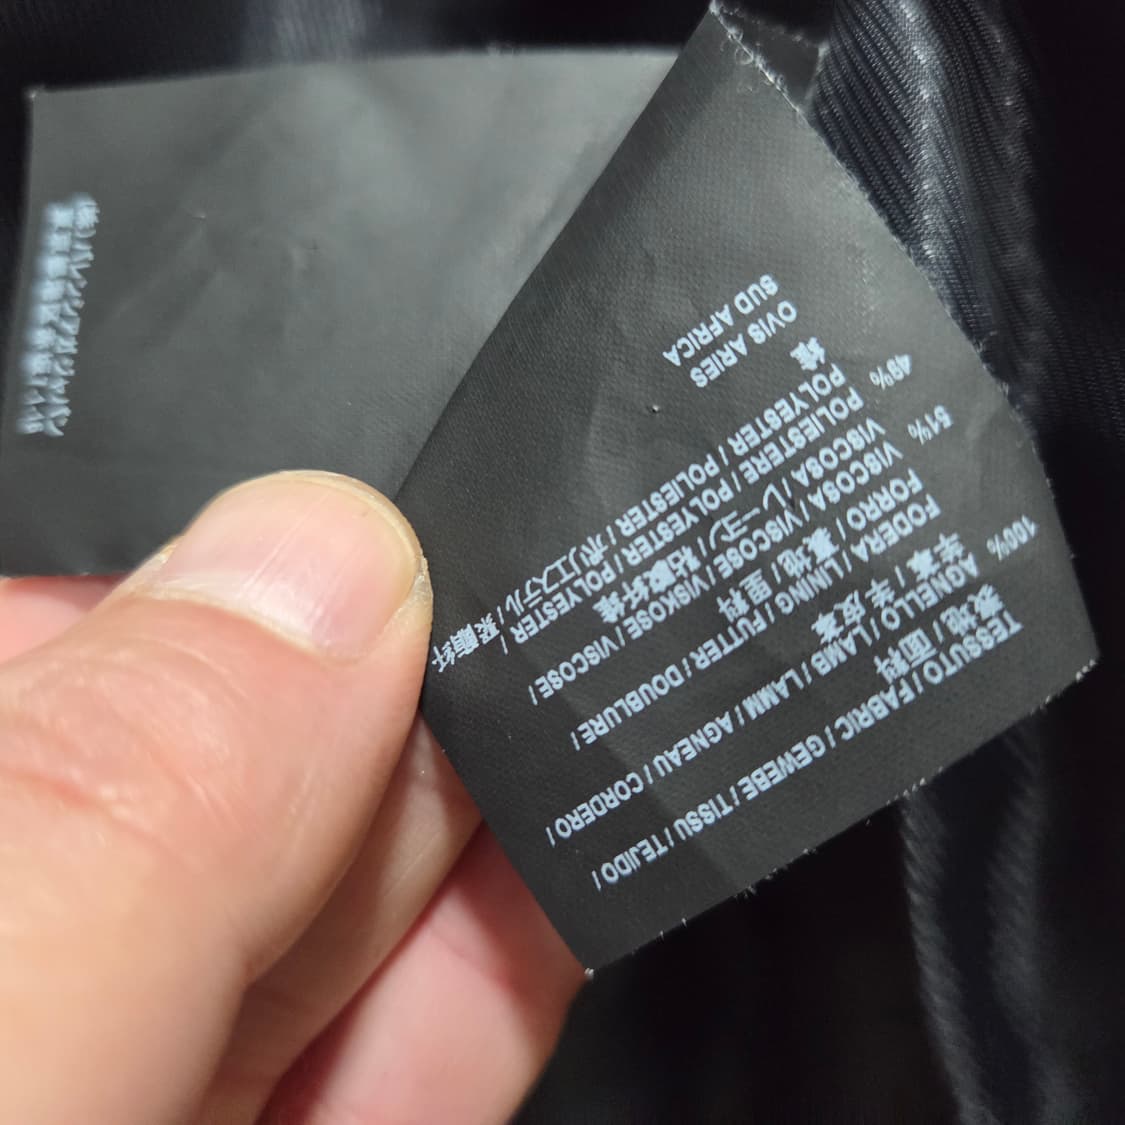 TESSUTO / FABRIC / GEWEBE / TISSU / TEJIDO /
表地 / 面料
100% AGNELLO / LAMB / LAMM / AGNEAU / CORDERO /
羊革 / 羊皮革
FODERA / LINING / FUTTER / DOUBLURE /
FORRO / 裏地 / 里料
51% VISCOSA / VISCOSE / VISKOSE / VISCOSE /
VISCOSA / レーヨン / 粘胶纤维
49% POLIESTERE / POLYESTER / POLYESTER /
POLYESTER / POLIESTER / ポリエステル / 聚酯纤
维
OVIS ARIES
SUD AFRICA